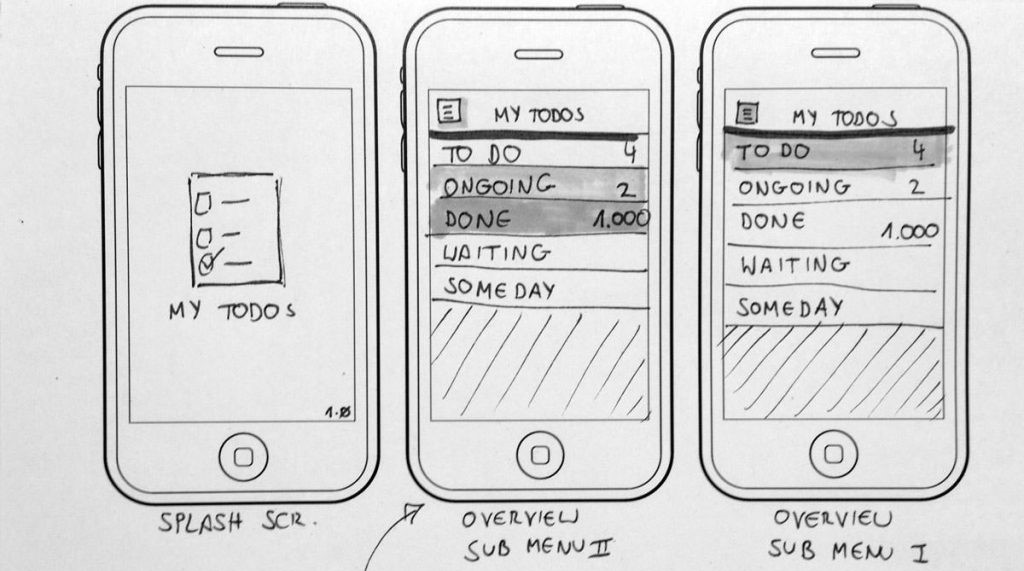 MY TODOS
1.0
SPLASH SCR.
MY TODOS
TO DO 4
ONGOING 2
DONE 1.000
WAITING
SOMEDAY
OVERVIEW
SUB MENU II
MY TODOS
TO DO 4
ONGOING 2
DONE 1.000
WAITING
SOMEDAY
OVERVIEW
SUB MENU I